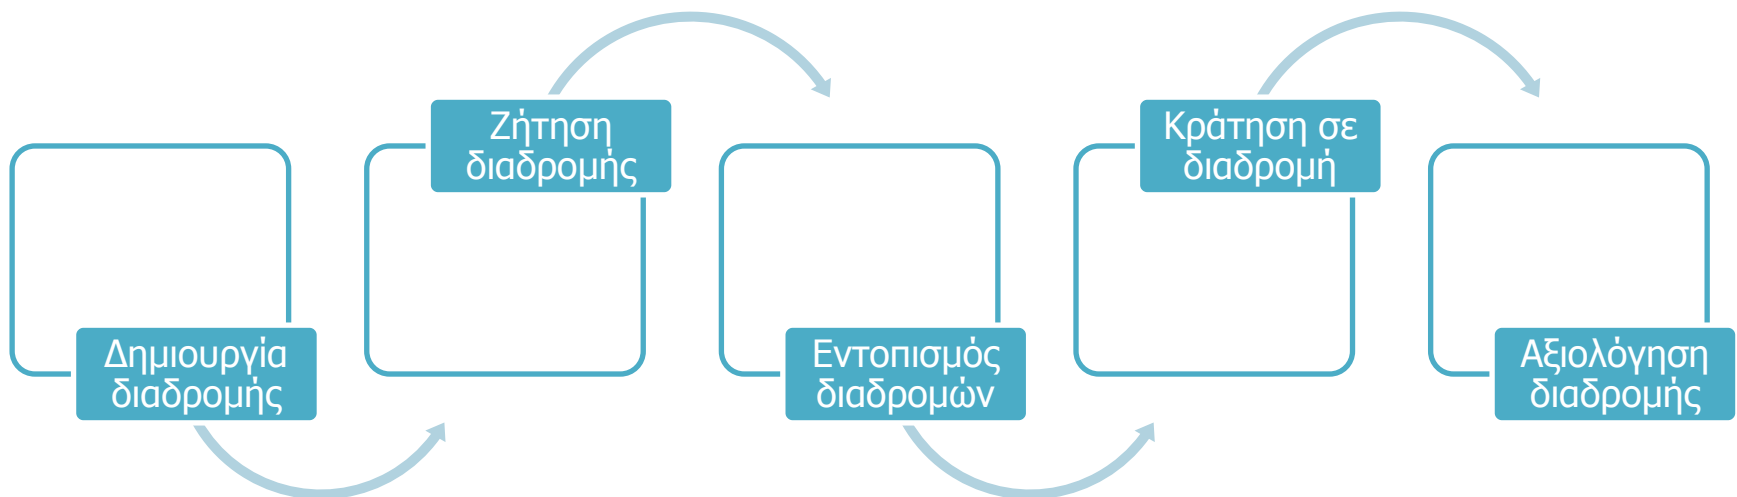 Δημιουργία
διαδρομής
Ζήτηση
διαδρομής
Εντοπισμός
διαδρομών
Κράτηση σε
διαδρομή
Αξιολόγηση
διαδρομής